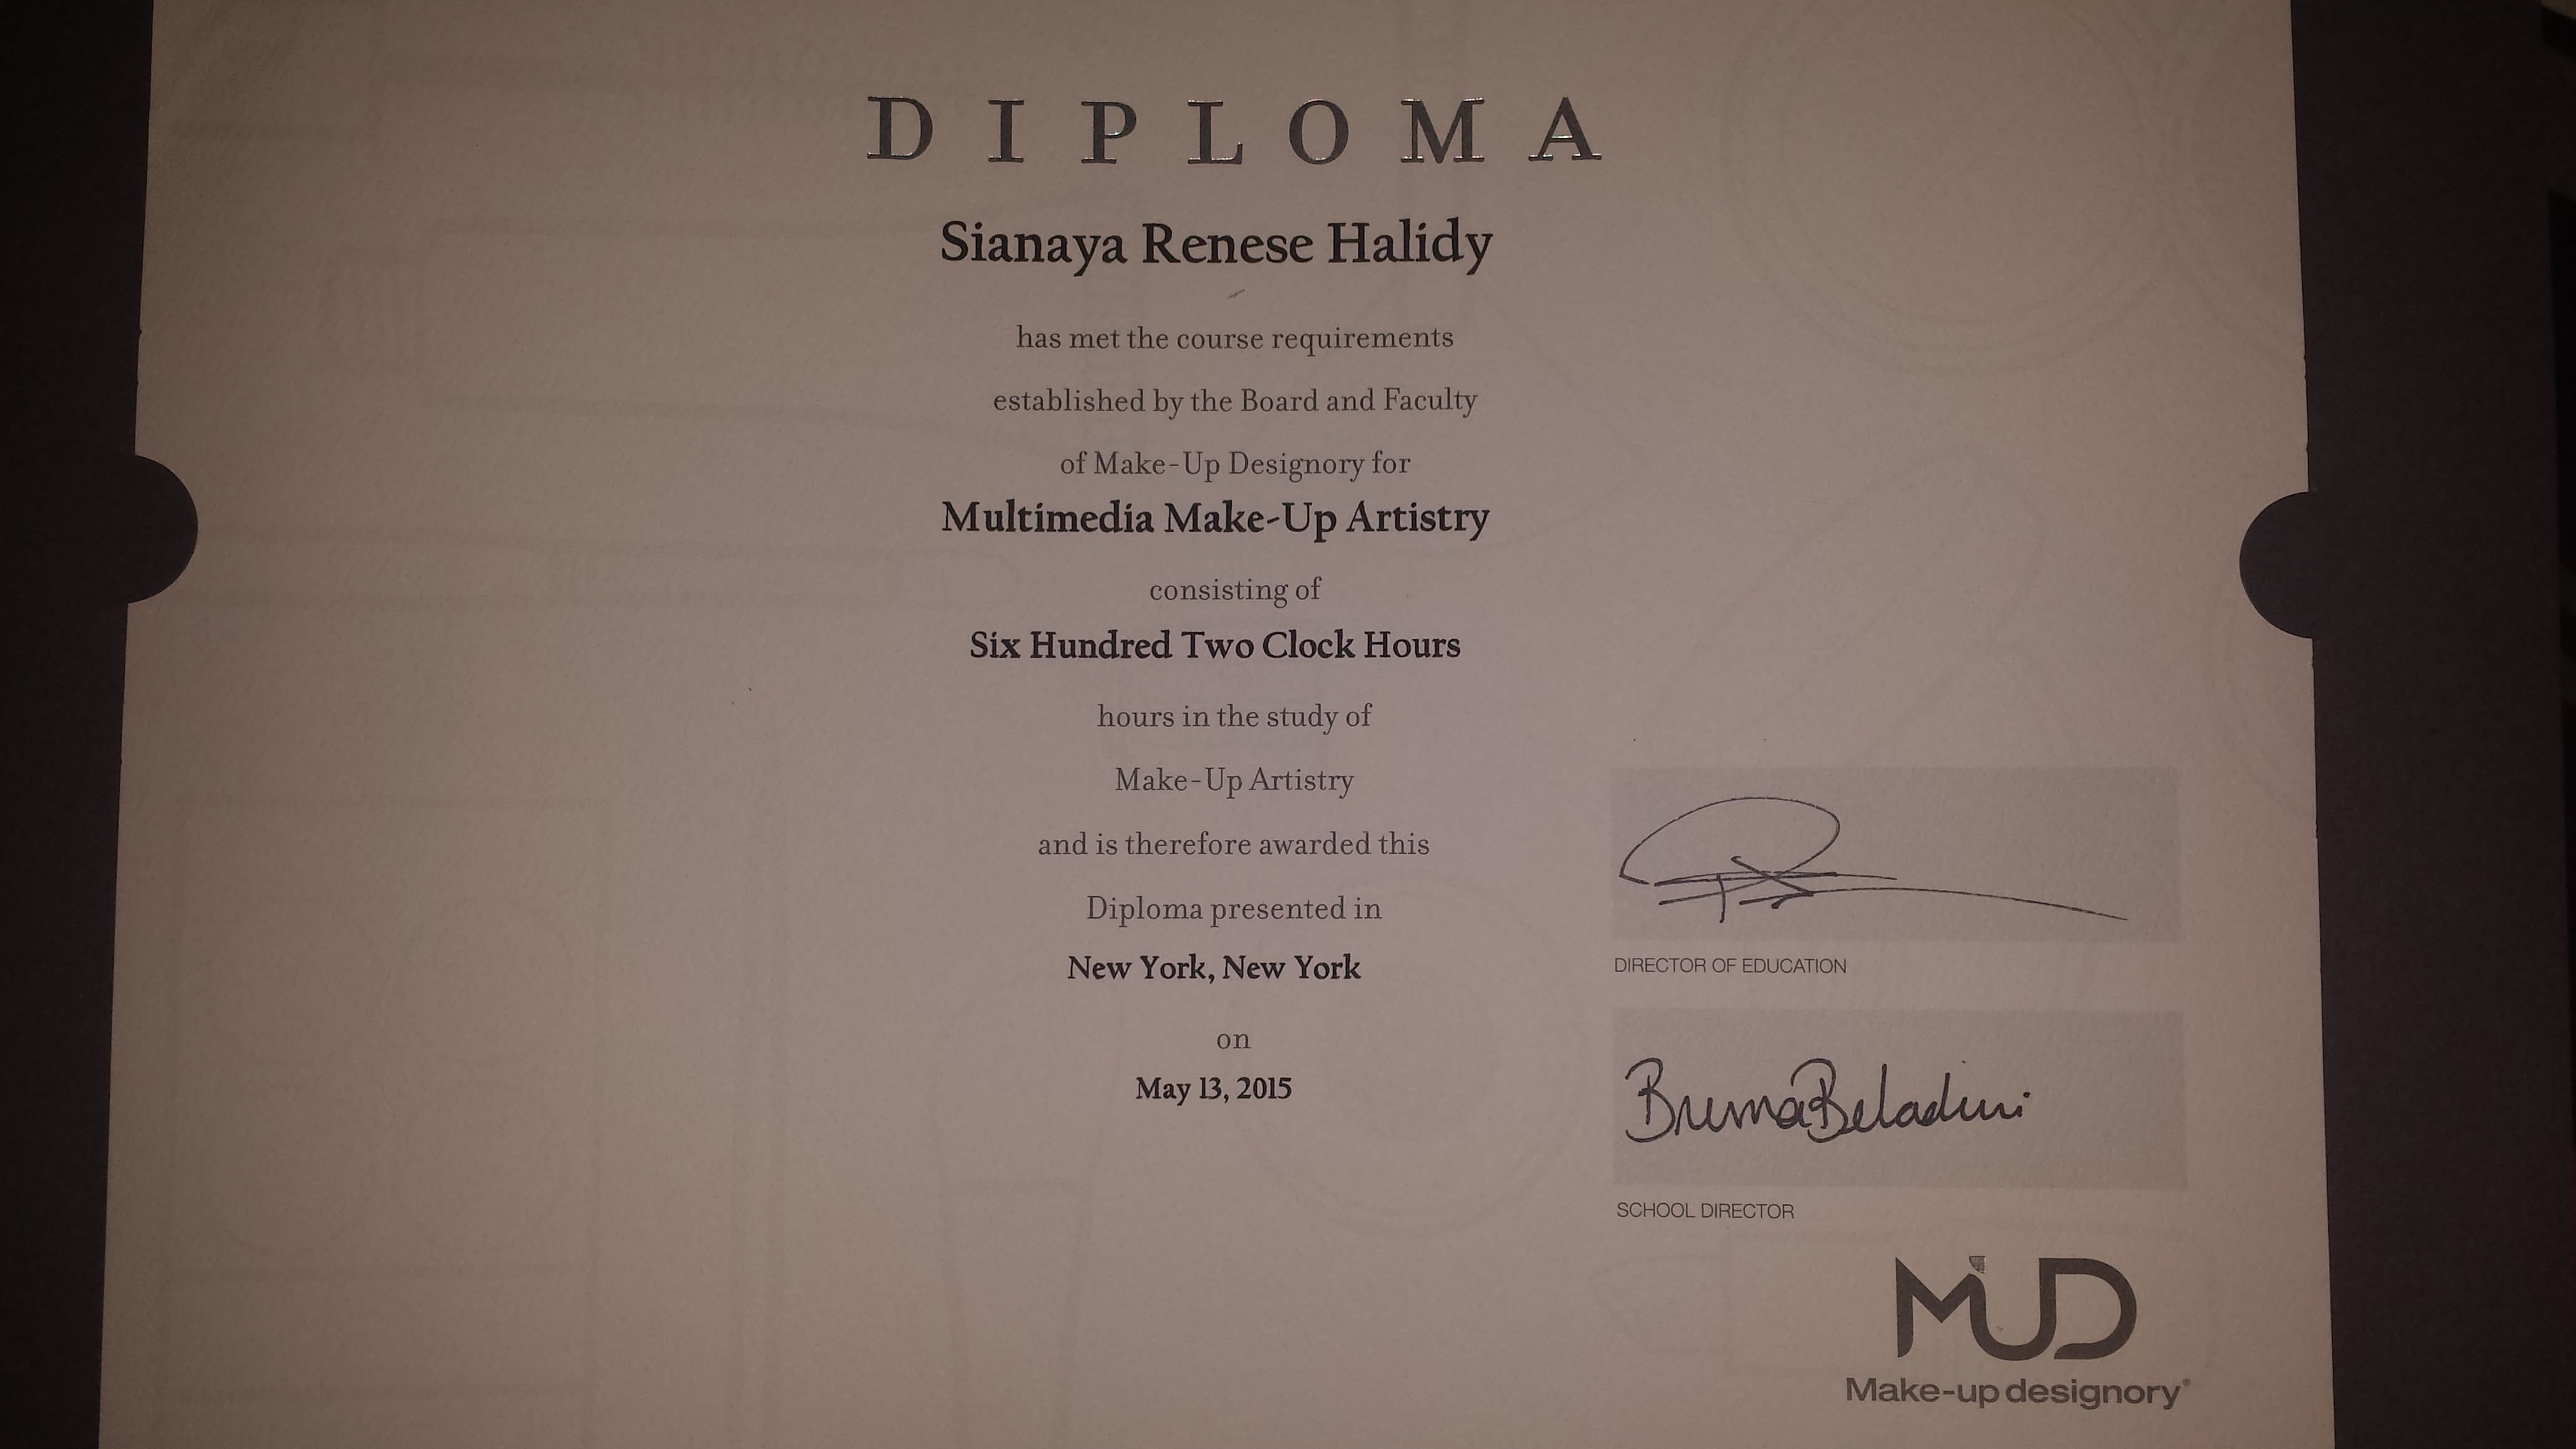 DIPLOMA
Sianaya Renese Halidy
has met the course requirements
established by the Board and Faculty
of Make-Up Designory for
Multimedia Make-Up Artistry
consisting of
Six Hundred Two Clock Hours
hours in the study of
Make-Up Artistry
and is therefore awarded this
Diploma presented in
New York, New York
on
May 13, 2015
DIRECTOR OF EDUCATION
SCHOOL DIRECTOR
MUD
Make-up designory®